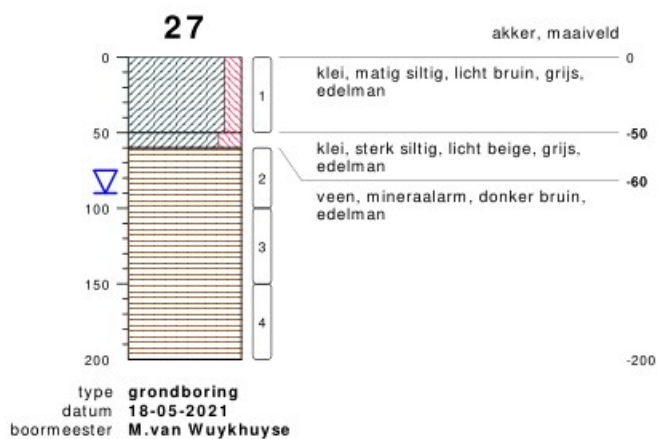 27
akker, maaiveld
0
0
klei, matig siltig, licht bruin, grijs,
edelman
1
50
-50
klei, sterk siltig, licht beige, grijs,
edelman
-60
2
veen, mineraalarm, donker bruin,
edelman
100
3
150
4
200
-200
type grondboring
datum 18-05-2021
boormeester M.van Wuykhuyse